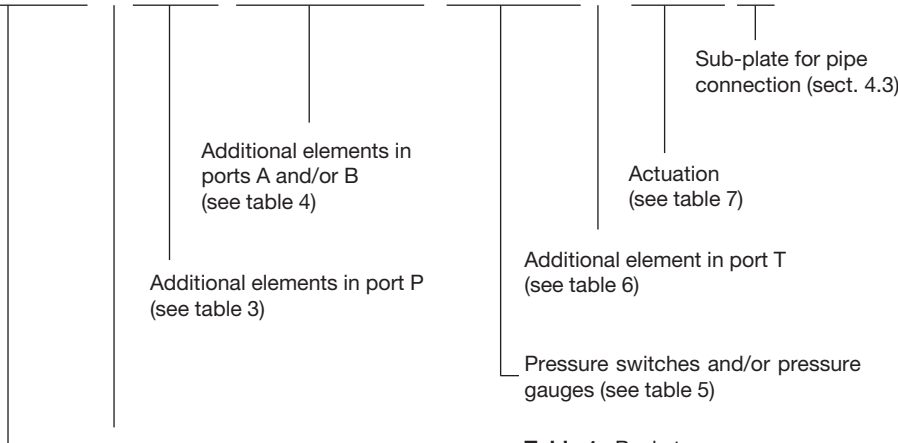 Sub-plate for pipe
connection (sect. 4.3)
Additional elements in
ports A and/or B
(see table 4)
Actuation
(see table 7)
Additional element in port T
(see table 6)
Additional elements in port P
(see table 3)
Pressure switches and/or pressure
gauges (see table 5)